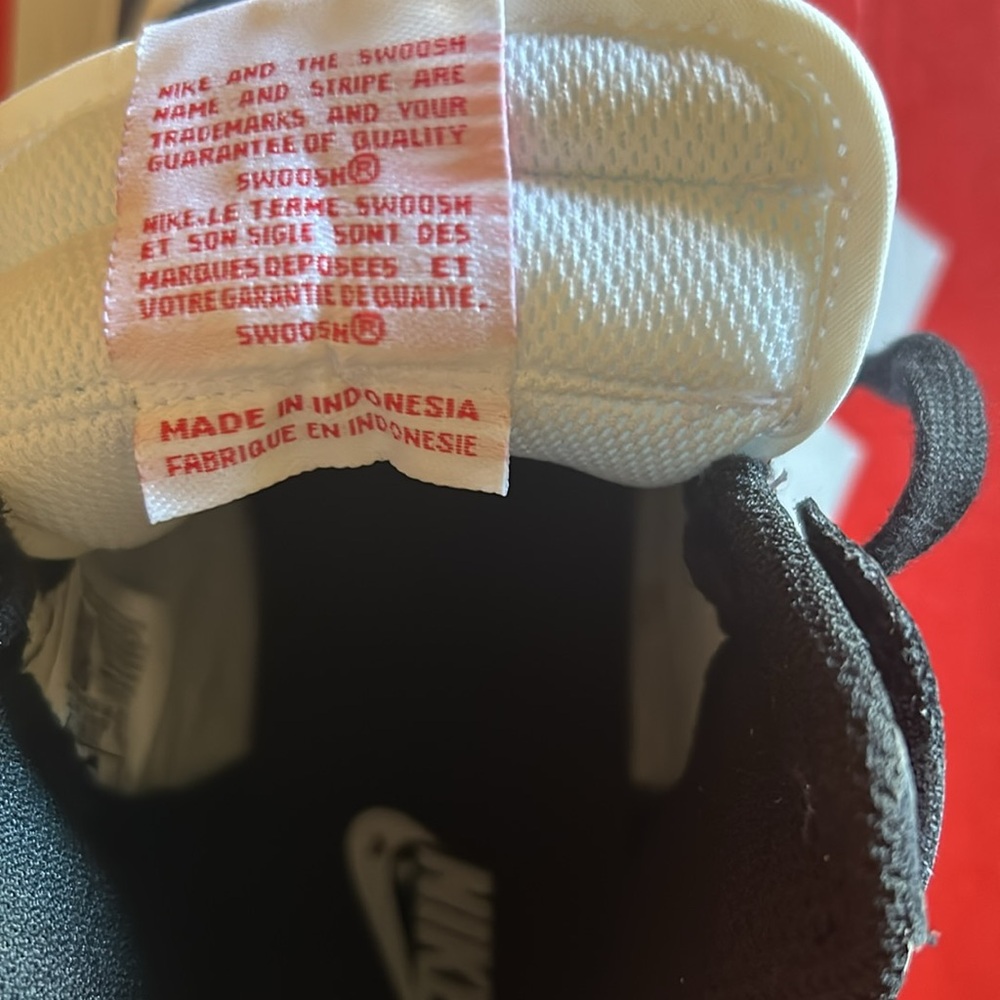 NIKE AND THE SWOOSH
NAME AND STRIPE ARE
TRADEMARKS AND YOUR
GUARANTEE OF QUALITY
SWOOSH®
NIKE, LE TERME SWOOSH
ET SON SIGLE SONT DES
MARQUES DEPOSEES ET
VOTRE GARANTIE DE QUALITE.
SWOOSH®
MADE IN INDONESIA
FABRIQUE EN INDONESIE
NIKE